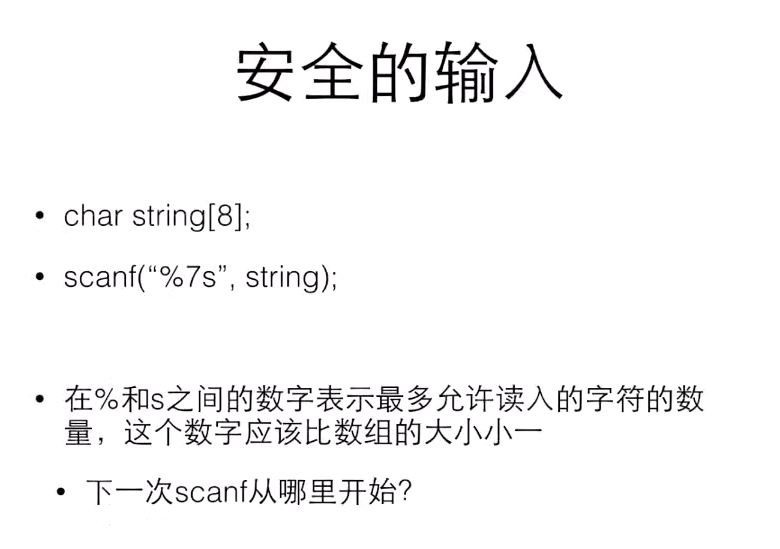 安全的输入
• char string[8];
• scanf(“%7s”, string);
• 在%和s之间的数字表示最多允许读入的字符的数
量，这个数字应该比数组的大小小一
• 下一次scanf从哪里开始？